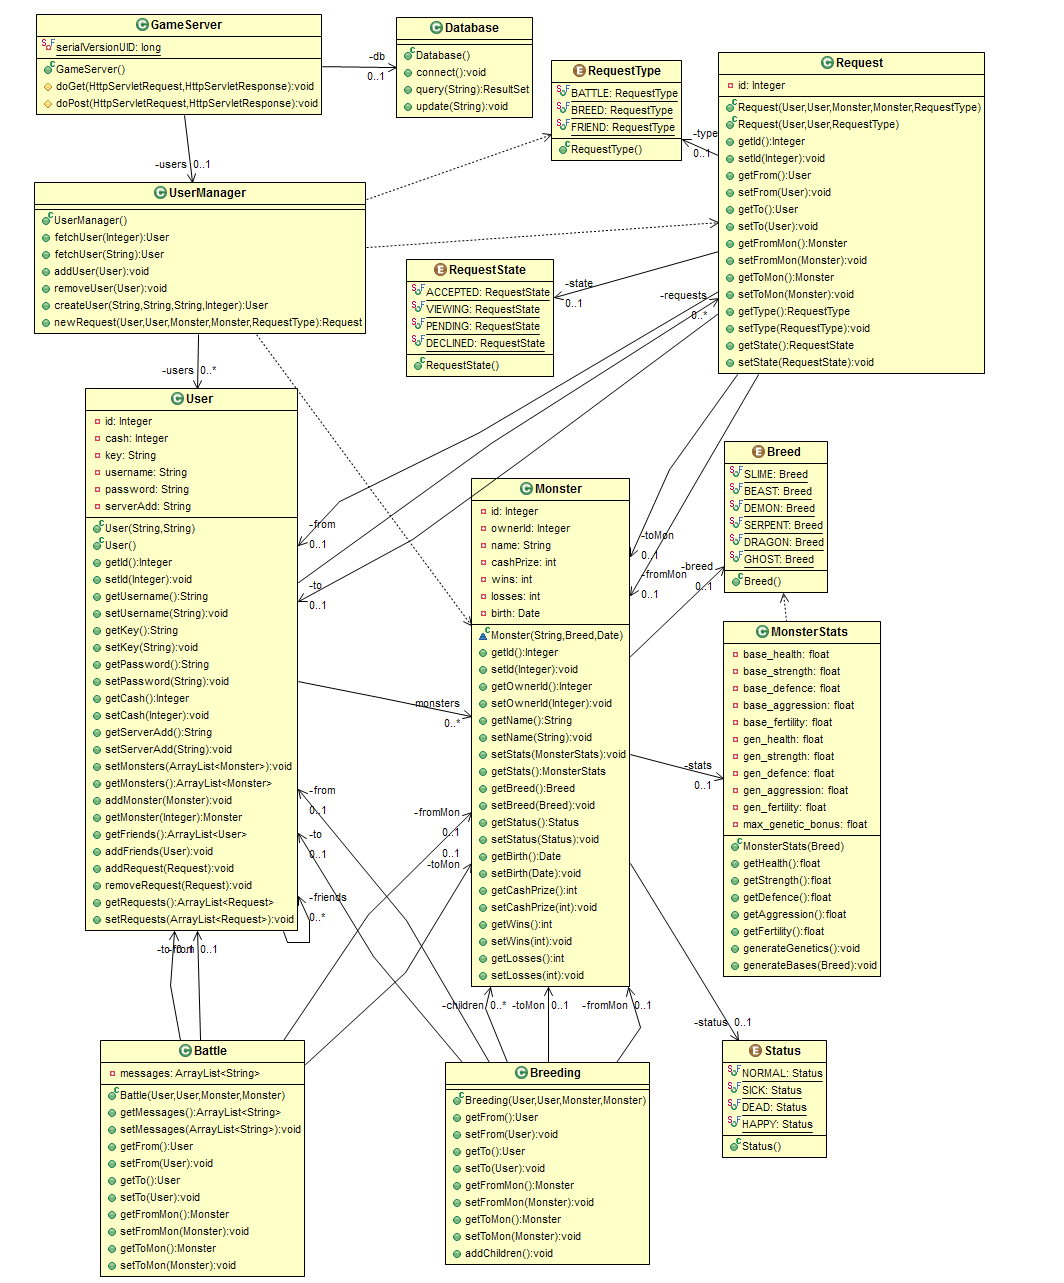 GameServer
serialVersionUID: long
GameServer()
doGet(HttpServletRequest,HttpServletResponse):void
doPost(HttpServletRequest,HttpServletResponse):void
-db
0..1
Database
Database()
connect():void
query(String):ResultSet
update(String):void
RequestType
BATTLE: RequestType
BREED: RequestType
FRIEND: RequestType
RequestType()
-type
0..1
Request
id: Integer
Request(User,User,Monster,Monster,RequestType)
Request(User,User,RequestType)
getId():Integer
setId(Integer):void
getFrom():User
setFrom(User):void
getTo():User
setTo(User):void
getFromMon():Monster
setFromMon(Monster):void
getToMon():Monster
setToMon(Monster):void
getType():RequestType
setType(RequestType):void
getState():RequestState
setState(RequestState):void
-users 0..1
UserManager
UserManager()
fetchUser(Integer):User
fetchUser(String):User
addUser(User):void
removeUser(User):void
createUser(String,String,String,Integer):User
newRequest(User,User,Monster,Monster,RequestType):Request
RequestState
ACCEPTED: RequestState
VIEWING: RequestState
PENDING: RequestState
DECLINED: RequestState
RequestState()
-state
0..1
-requests
0..*
-users 0..*
User
id: Integer
cash: Integer
key: String
username: String
password: String
serverAdd: String
User(String,String)
User()
getId():Integer
setId(Integer):void
getUsername():String
setUsername(String):void
getKey():String
setKey(String):void
getPassword():String
setPassword(String):void
getCash():Integer
setCash(Integer):void
getServerAdd():String
setServerAdd(String):void
setMonsters(ArrayList<Monster>):void
getMonsters():ArrayList<Monster>
addMonster(Monster):void
getMonster(Integer):Monster
getFriends():ArrayList<User>
addFriends(User):void
addRequest(Request):void
removeRequest(Request):void
getRequests():ArrayList<Request>
setRequests(ArrayList<Request>):void
-from
0..1
-to
0..1
monsters
0..*
-from
0..1
-to
0..1
-friends
0..*
Monster
id: Integer
ownerId: Integer
name: String
cashPrize: int
wins: int
losses: int
birth: Date
Monster(String,Breed,Date)
getId():Integer
setId(Integer):void
getOwnerId():Integer
setOwnerId(Integer):void
getName():String
setName(String):void
setStats(MonsterStats):void
getStats():MonsterStats
getBreed():Breed
setBreed(Breed):void
getStatus():Status
setStatus(Status):void
getBirth():Date
setBirth(Date):void
getCashPrize():int
setCashPrize(int):void
getWins():int
setWins(int):void
getLosses():int
setLosses(int):void
-toMon
0..1
-fromMon
0..1
-breed
0..1
Breed
SLIME: Breed
BEAST: Breed
DEMON: Breed
SERPENT: Breed
DRAGON: Breed
GHOST: Breed
Breed()
MonsterStats
base_health: float
base_strength: float
base_defence: float
base_aggression: float
base_fertility: float
gen_health: float
gen_strength: float
gen_defence: float
gen_aggression: float
gen_fertility: float
max_genetic_bonus: float
MonsterStats(Breed)
getHealth():float
getStrength():float
getDefence():float
getAggression():float
getFertility():float
generateGenetics():void
generateBases(Breed):void
-stats
0..1
-fromMon
0..1
0..1
-toMon
-to 0..1
-from 0..1
-children 0..*
-toMon 0..1
-fromMon 0..1
-status 0..1
Battle
messages: ArrayList<String>
Battle(User,User,Monster,Monster)
getMessages():ArrayList<String>
setMessages(ArrayList<String>):void
getFrom():User
setFrom(User):void
getTo():User
setTo(User):void
getFromMon():Monster
setFromMon(Monster):void
getToMon():Monster
setToMon(Monster):void
Breeding
Breeding(User,User,Monster,Monster)
getFrom():User
setFrom(User):void
getTo():User
setTo(User):void
getFromMon():Monster
setFromMon(Monster):void
getToMon():Monster
setToMon(Monster):void
addChildren():void
Status
NORMAL: Status
SICK: Status
DEAD: Status
HAPPY: Status
Status()